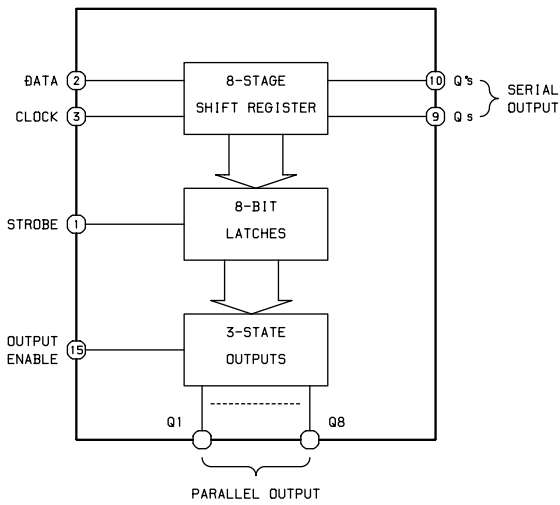 DATA 2 8-STAGE 10 Q's
SHIFT REGISTER
SERIAL
OUTPUT
CLOCK 3 9 Qs
8-BIT
STROBE 1 LATCHES
3-STATE
OUTPUT
ENABLE
15 OUTPUTS
Q1 Q8
PARALLEL OUTPUT